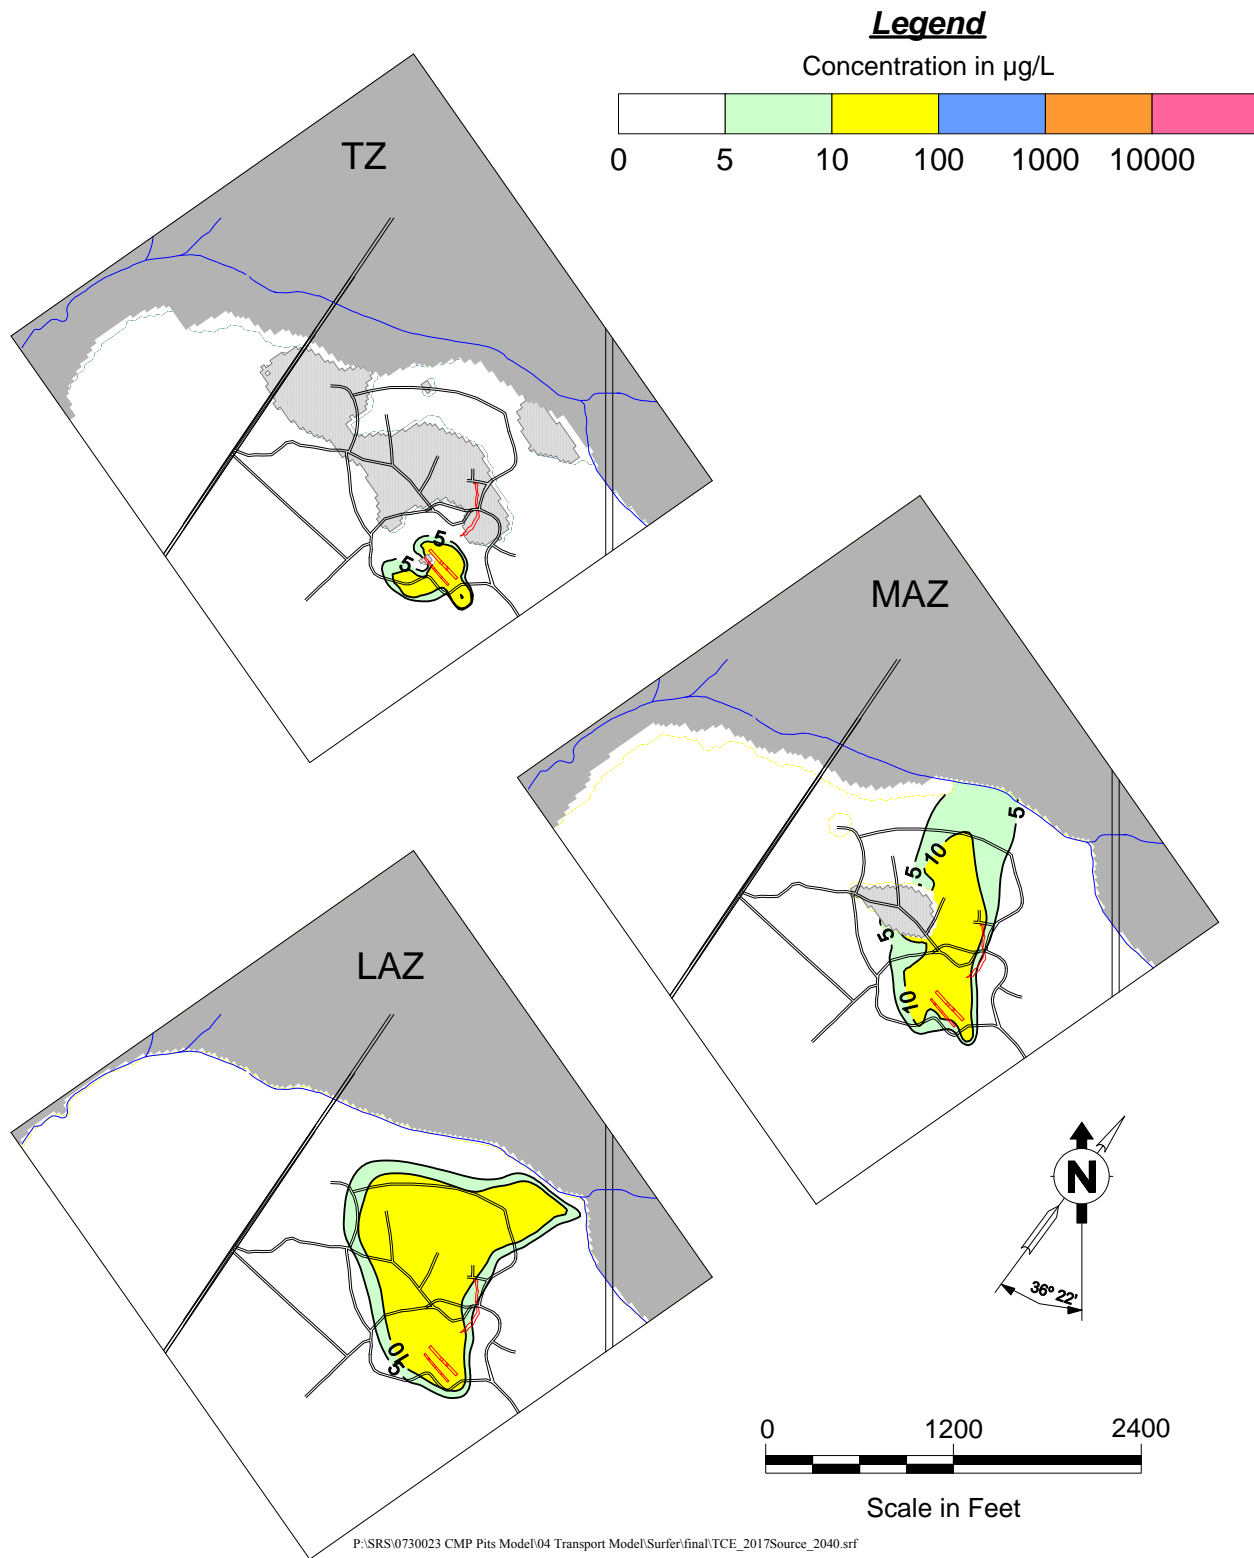 Legend
Concentration in µg/L
0 5 10 100 1000 10000
TZ
5
5
MAZ
5
10
5
5
10
LAZ
10
5
N
36° 22'
0 1200 2400
Scale in Feet
P:\SRS\0730023 CMP Pits Model\04 Transport Model\Surfer\final\TCE_2017Source_2040.srf